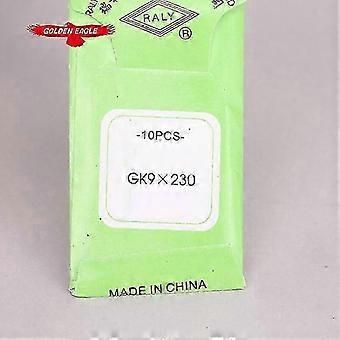 GOLDEN EAGLE
RALY
®
-10PCS-
GK9×230
MADE IN CHINA